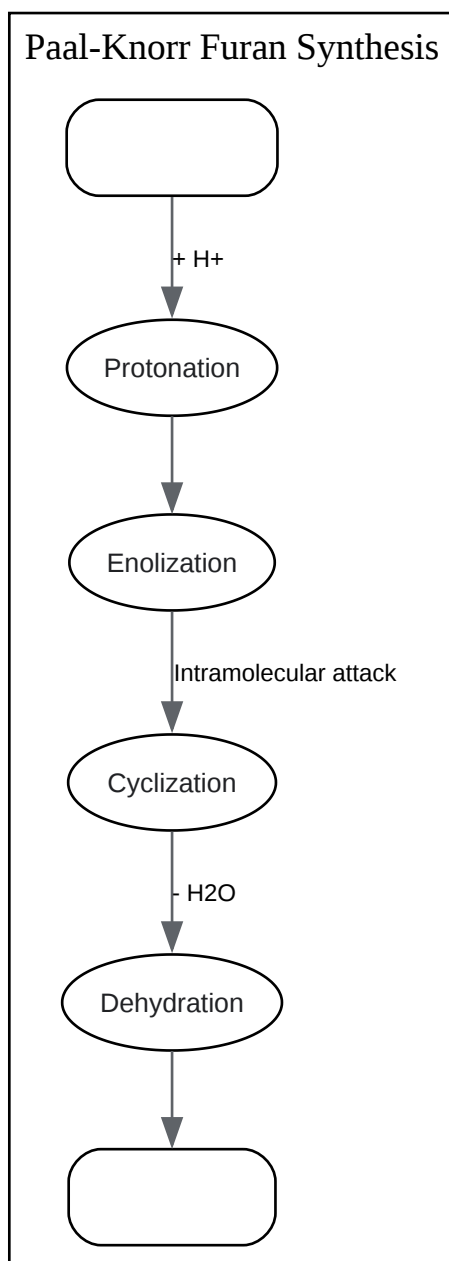 Paal-Knorr Furan Synthesis
+ H+
Protonation
Enolization
Intramolecular attack
Cyclization
- H2O
Dehydration